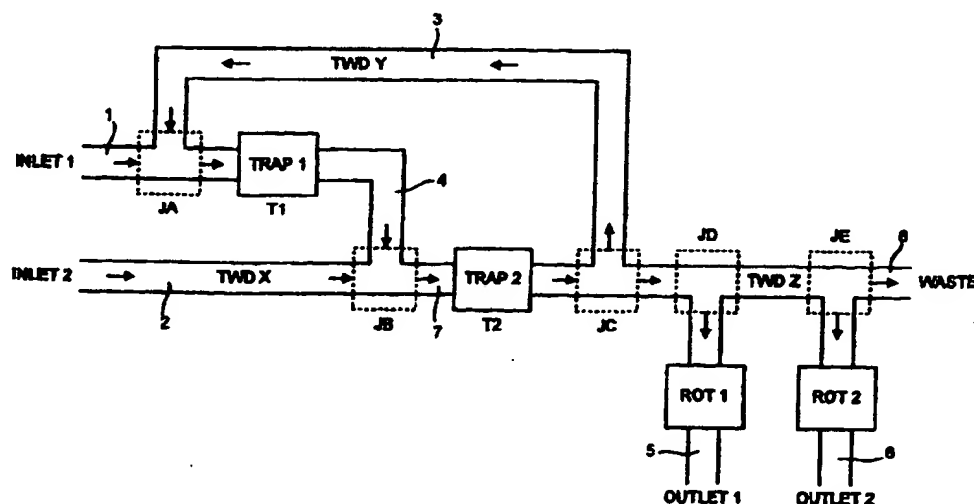 3
TWD Y
1
INLET 1
TRAP 1
4
JA
T1
JD
JE
8
INLET 2
TWD X
TRAP 2
TWD Z
WASTE
2
JB
7
T2
JC
ROT 1
ROT 2
5
6
OUTLET 1
OUTLET 2